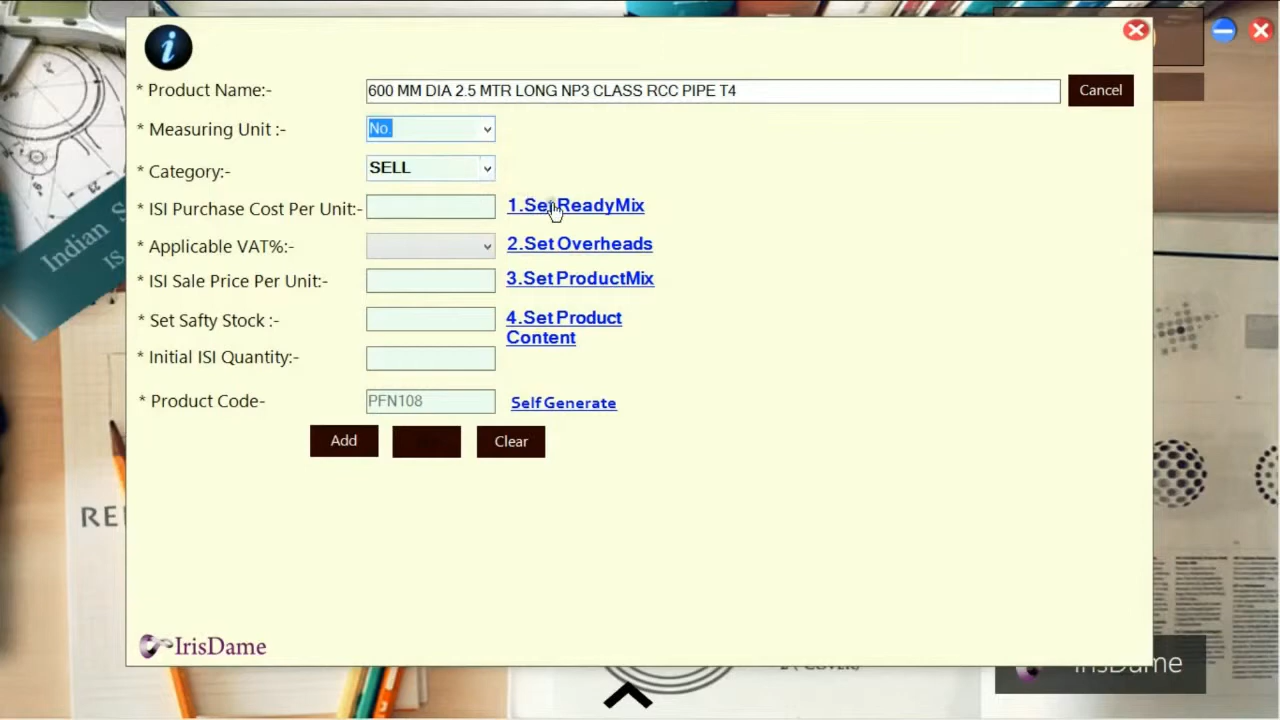 * Product Name:- 600 MM DIA 2.5 MTR LONG NP3 CLASS RCC PIPE T4 Cancel
* Measuring Unit :- No.
* Category:- SELL
* ISI Purchase Cost Per Unit:- 1.Set ReadyMix
* Applicable VAT%:- 2.Set Overheads
* ISI Sale Price Per Unit:- 3.Set ProductMix
* Set Safty Stock :- 4.Set Product
Content
* Initial ISI Quantity:-
* Product Code- PFN108 Self Generate
Add Clear
IrisDame
Indian S
IS
REI
IrisDame